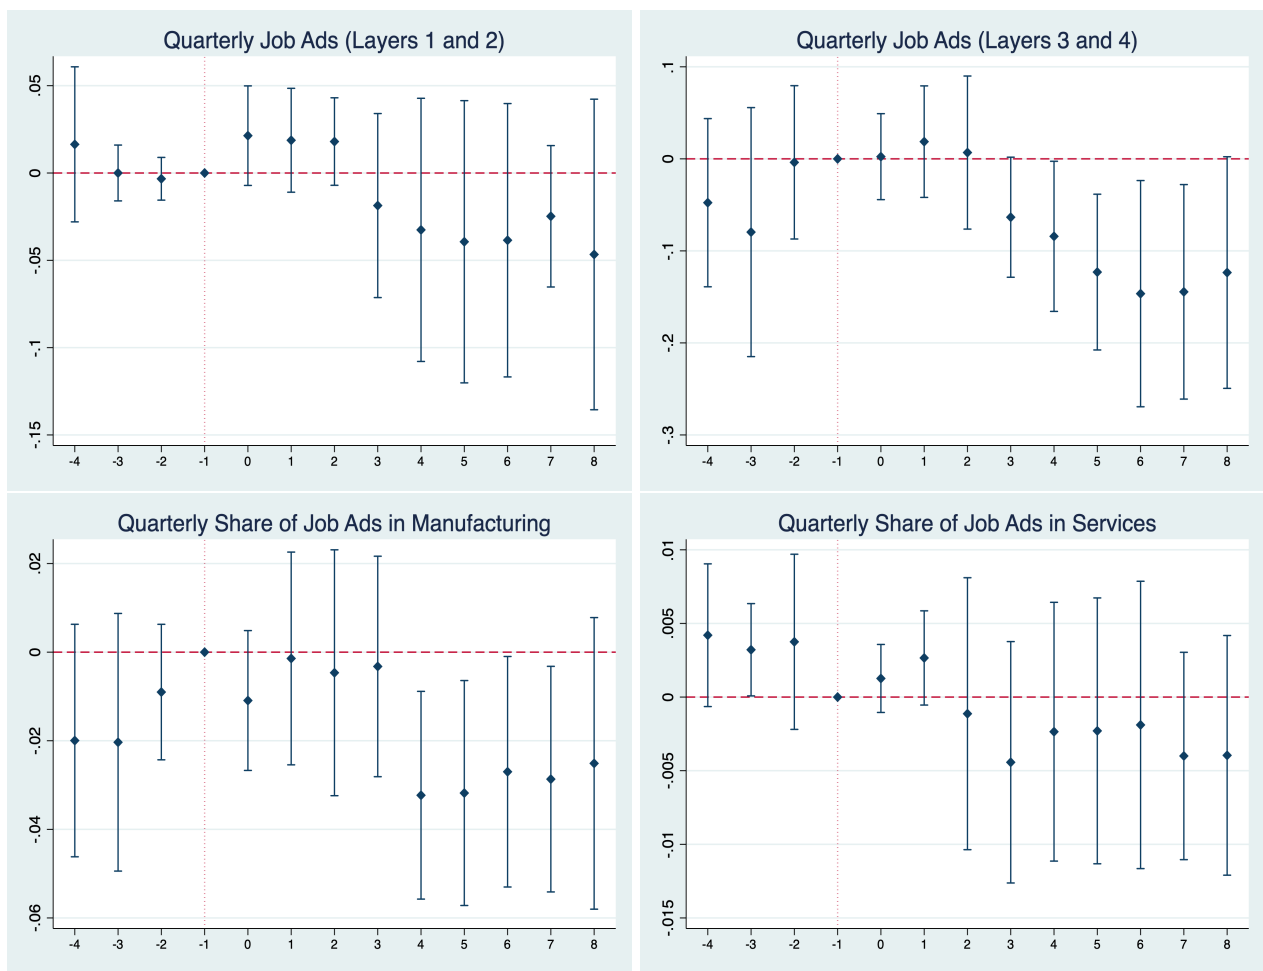 Quarterly Job Ads (Layers 1 and 2)
.05
0
-.05
-.1
-.15
-4 -3 -2 -1 0 1 2 3 4 5 6 7 8
Quarterly Job Ads (Layers 3 and 4)
.1
0
-.1
-.2
-.3
-4 -3 -2 -1 0 1 2 3 4 5 6 7 8
Quarterly Share of Job Ads in Manufacturing
.02
0
-.02
-.04
-.06
-4 -3 -2 -1 0 1 2 3 4 5 6 7 8
Quarterly Share of Job Ads in Services
.01
.005
0
-.005
-.01
-.015
-4 -3 -2 -1 0 1 2 3 4 5 6 7 8